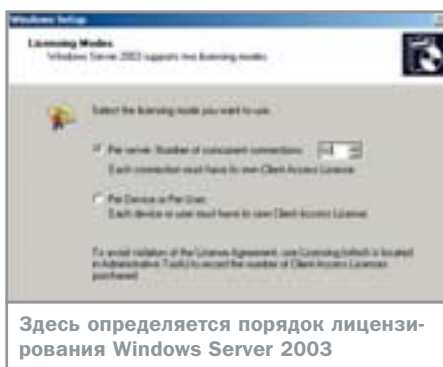 Windows Setup
Licensing Modes
Windows Server 2003 supports two licensing modes.
Select the licensing mode you want to use.
Per server. Number of concurrent connections:
Each connection must have its own Client Access License.
Per Device or Per User.
Each device or user must have its own Client Access License.
To avoid violation of the License Agreement, use Licensing (which is located
in Administrative Tools) to record the number of Client Access Licenses
purchased.
Здесь определяется порядок лицензи-
рования Windows Server 2003